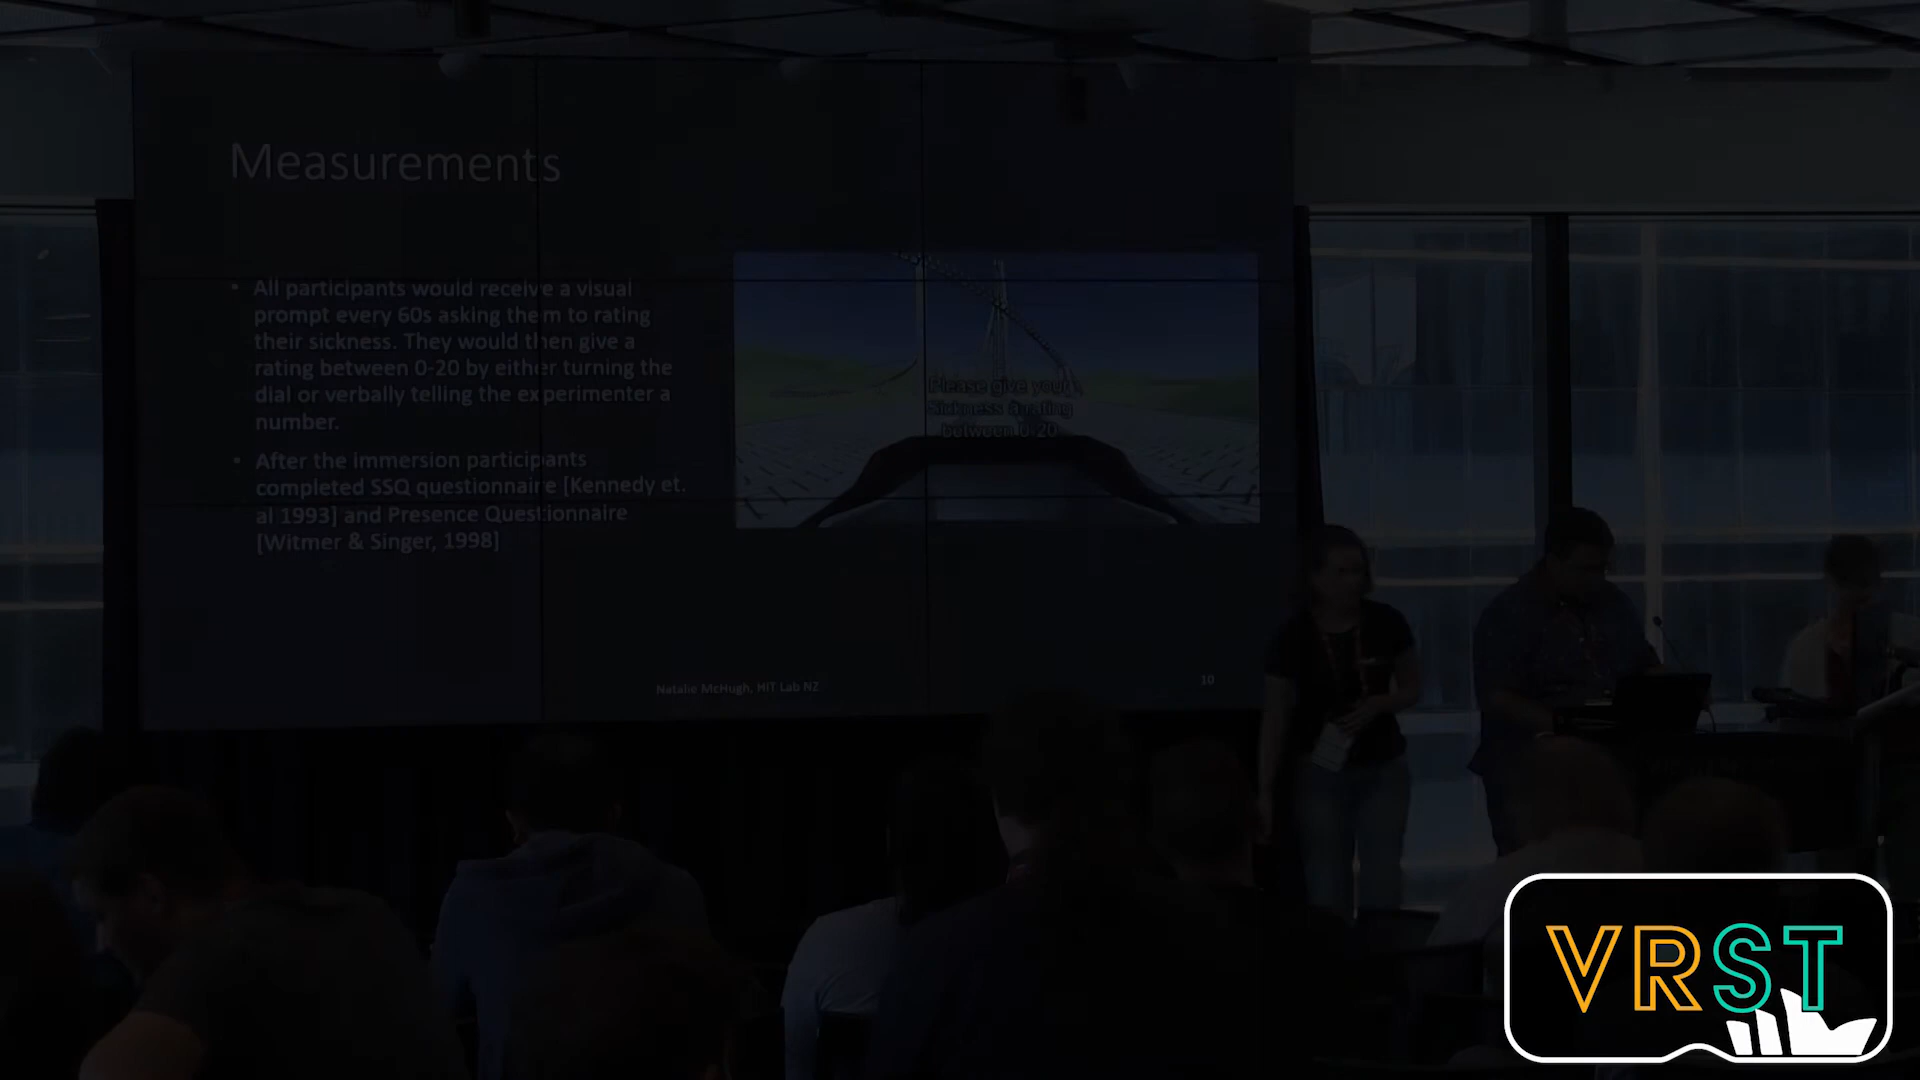 Measurements
• All participants would receive a visual
prompt every 60s asking them to rating
their sickness. They would then give a
rating between 0-20 by either turning the
dial or verbally telling the experimenter a
number.
• After the immersion participants
completed SSQ questionnaire [Kennedy et.
al 1993] and Presence Questionnaire
[Witmer & Singer, 1998]
Please give your
Sickness a rating
between 0-20
Natalie McHugh, HIT Lab NZ
10
VRST